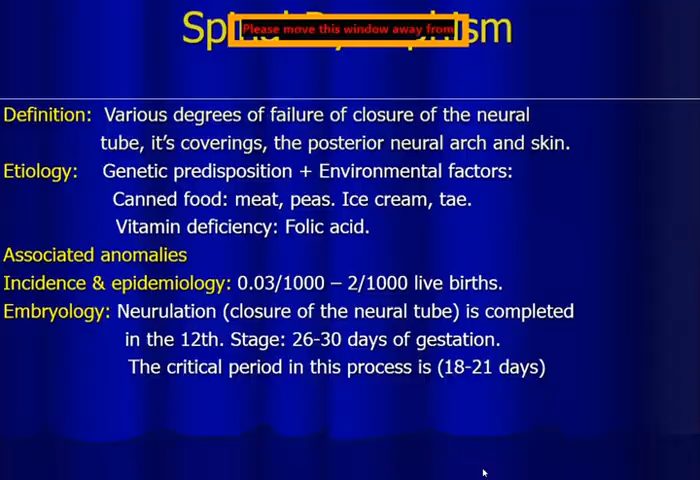 Please move this window away from
Definition: Various degrees of failure of closure of the neural
tube, it's coverings, the posterior neural arch and skin.
Etiology: Genetic predisposition + Environmental factors:
Canned food: meat, peas. Ice cream, tae.
Vitamin deficiency: Folic acid.
Associated anomalies
Incidence & epidemiology: 0.03/1000 – 2/1000 live births.
Embryology: Neurulation (closure of the neural tube) is completed
in the 12th. Stage: 26-30 days of gestation.
The critical period in this process is (18-21 days)